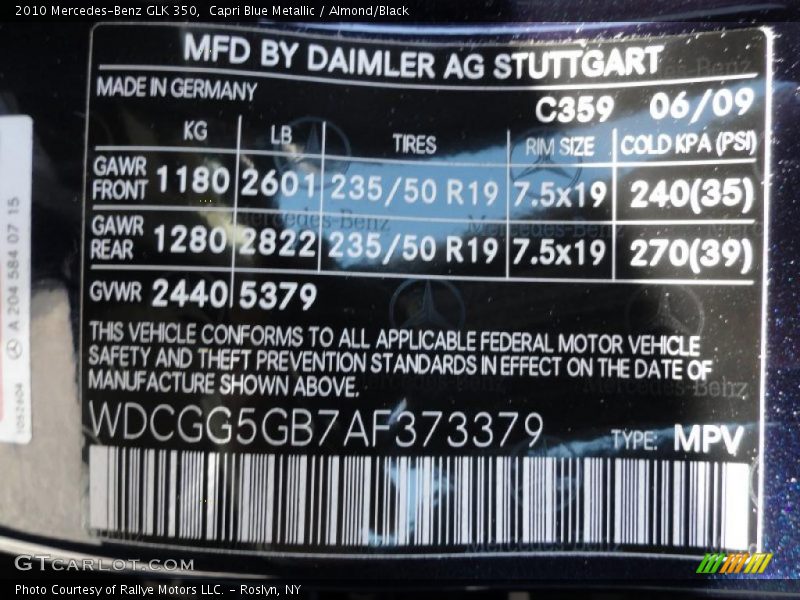 2010 Mercedes-Benz GLK 350,  Capri Blue Metallic / Almond/Black
MFD BY DAIMLER AG STUTTGART
MADE IN GERMANY
C359 06/09
KG LB TIRES RIM SIZE COLD KPA (PSI)
GAWR FRONT 1180 2601 235/50 R19 7.5x19 240(35)
GAWR REAR 1280 2822 235/50 R19 7.5x19 270(39)
GVWR 2440 5379
THIS VEHICLE CONFORMS TO ALL APPLICABLE FEDERAL MOTOR VEHICLE
SAFETY AND THEFT PREVENTION STANDARDS IN EFFECT ON THE DATE OF
MANUFACTURE SHOWN ABOVE.
WDCGG5GB7AF373379
TYPE: MPV
A 204 584 07 15
Mercedes-Benz
GTCARLOT.COM
Photo Courtesy of Rallye Motors LLC. – Roslyn, NY